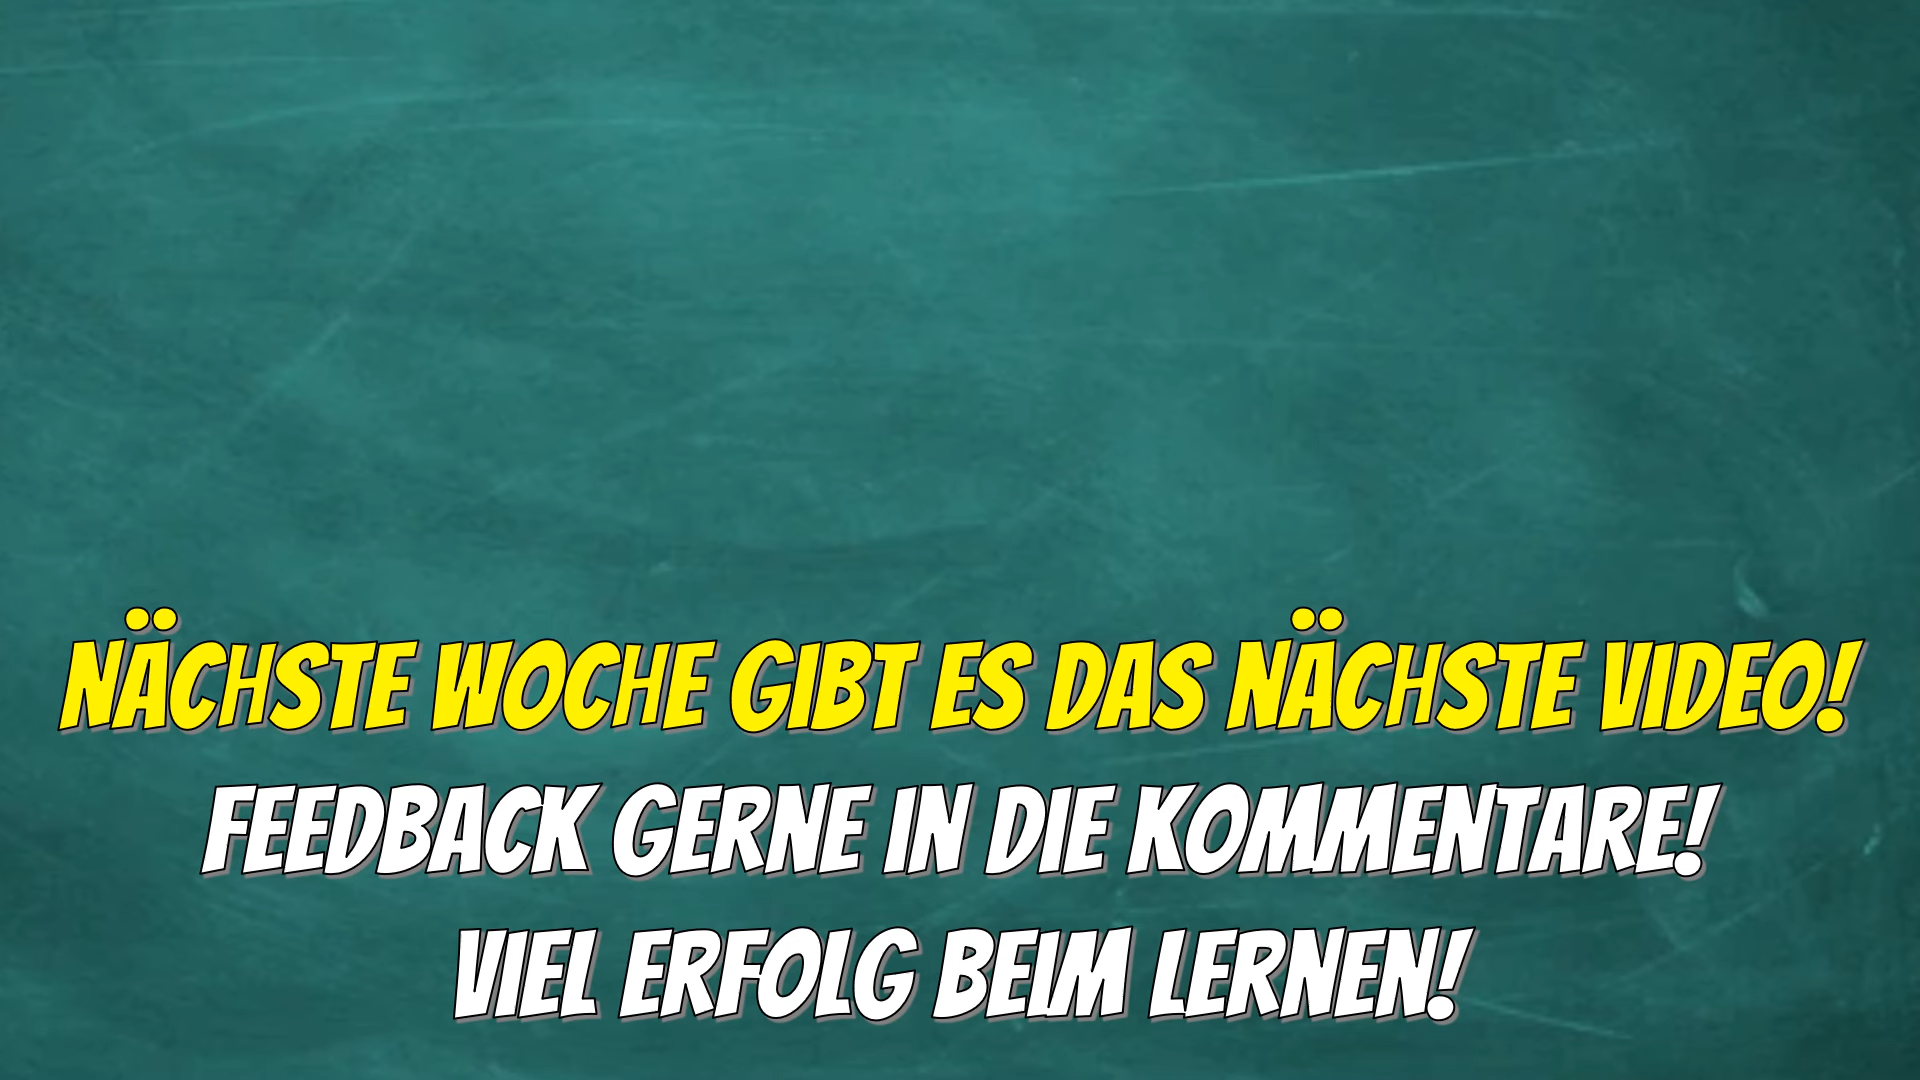 NÄCHSTE WOCHE GIBT ES DAS NÄCHSTE VIDEO!
FEEDBACK GERNE IN DIE KOMMENTARE!
VIEL ERFOLG BEIM LERNEN!